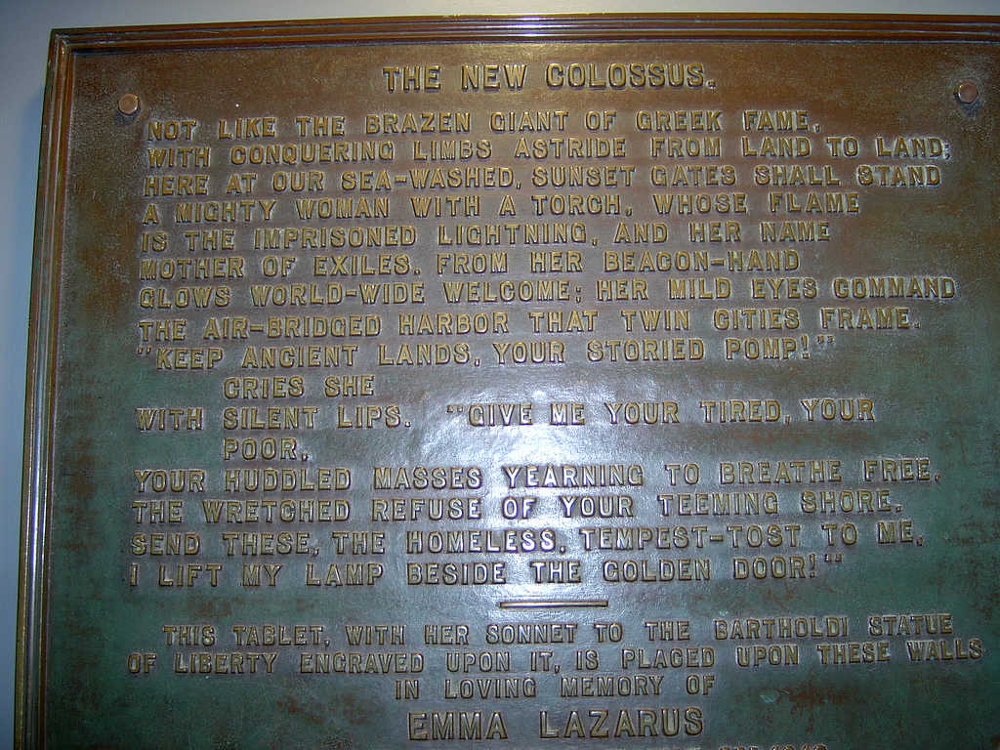 THE NEW COLOSSUS.
NOT LIKE THE BRAZEN GIANT OF GREEK FAME,
WITH CONQUERING LIMBS ASTRIDE FROM LAND TO LAND;
HERE AT OUR SEA-WASHED, SUNSET GATES SHALL STAND
A MIGHTY WOMAN WITH A TORCH, WHOSE FLAME
IS THE IMPRISONED LIGHTNING, AND HER NAME
MOTHER OF EXILES. FROM HER BEACON-HAND
GLOWS WORLD-WIDE WELCOME; HER MILD EYES COMMAND
THE AIR-BRIDGED HARBOR THAT TWIN CITIES FRAME.
"KEEP ANCIENT LANDS, YOUR STORIED POMP!"
CRIES SHE
WITH SILENT LIPS. "GIVE ME YOUR TIRED, YOUR
POOR,
YOUR HUDDLED MASSES YEARNING TO BREATHE FREE,
THE WRETCHED REFUSE OF YOUR TEEMING SHORE.
SEND THESE, THE HOMELESS, TEMPEST-TOST TO ME,
I LIFT MY LAMP BESIDE THE GOLDEN DOOR!"
THIS TABLET, WITH HER SONNET TO THE BARTHOLDI STATUE
OF LIBERTY ENGRAVED UPON IT, IS PLACED UPON THESE WALLS
IN LOVING MEMORY OF
EMMA LAZARUS